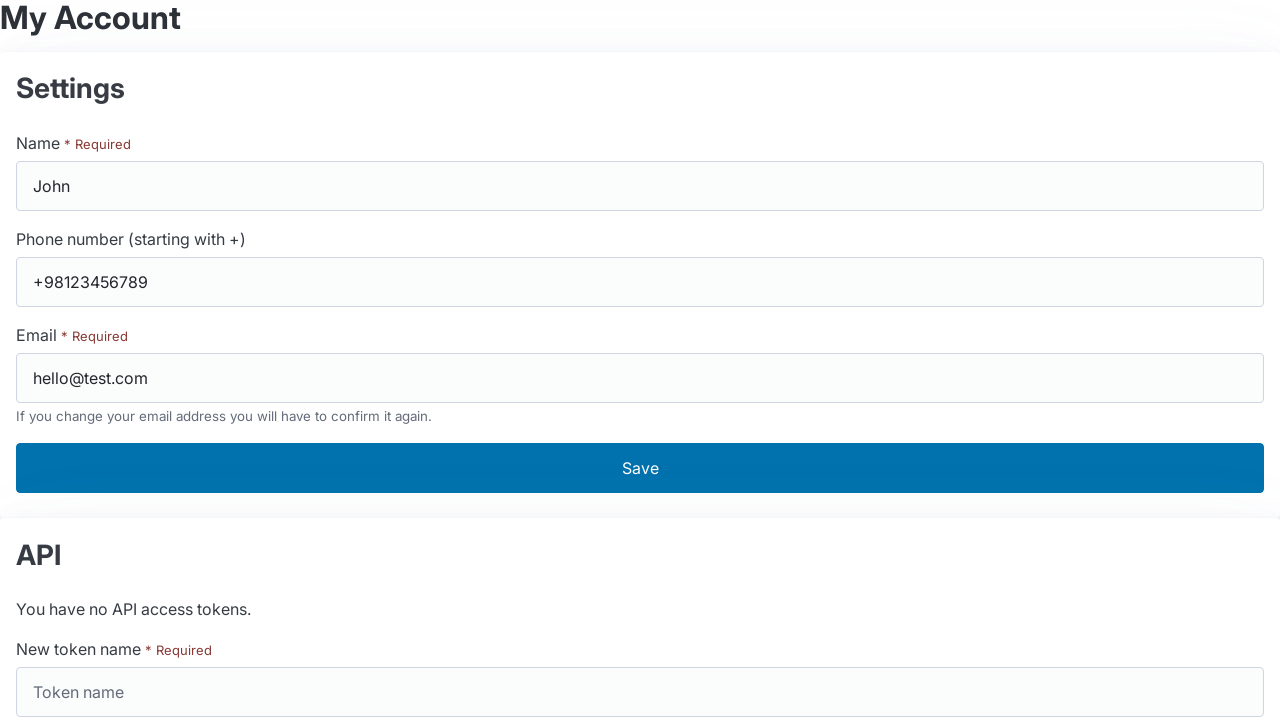 My Account
Settings
Name * Required
John
Phone number (starting with +)
+98123456789
Email * Required
hello@test.com
If you change your email address you will have to confirm it again.
Save
API
You have no API access tokens.
New token name * Required
Token name